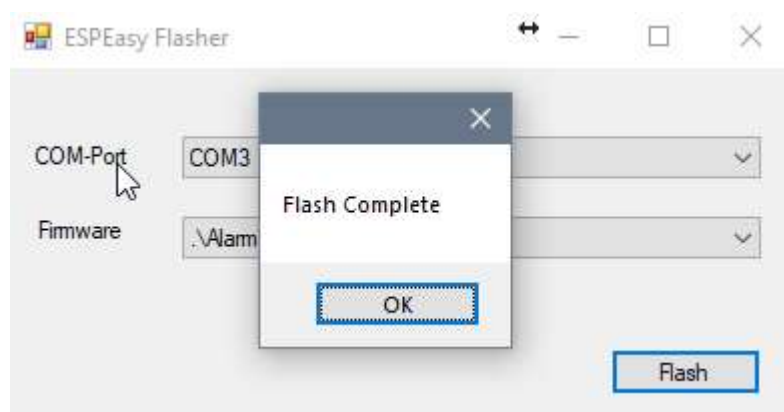 ESPEasy Flasher
COM-Port
COM3
Flash Complete
Firmware
.\Alarm
OK
Flash